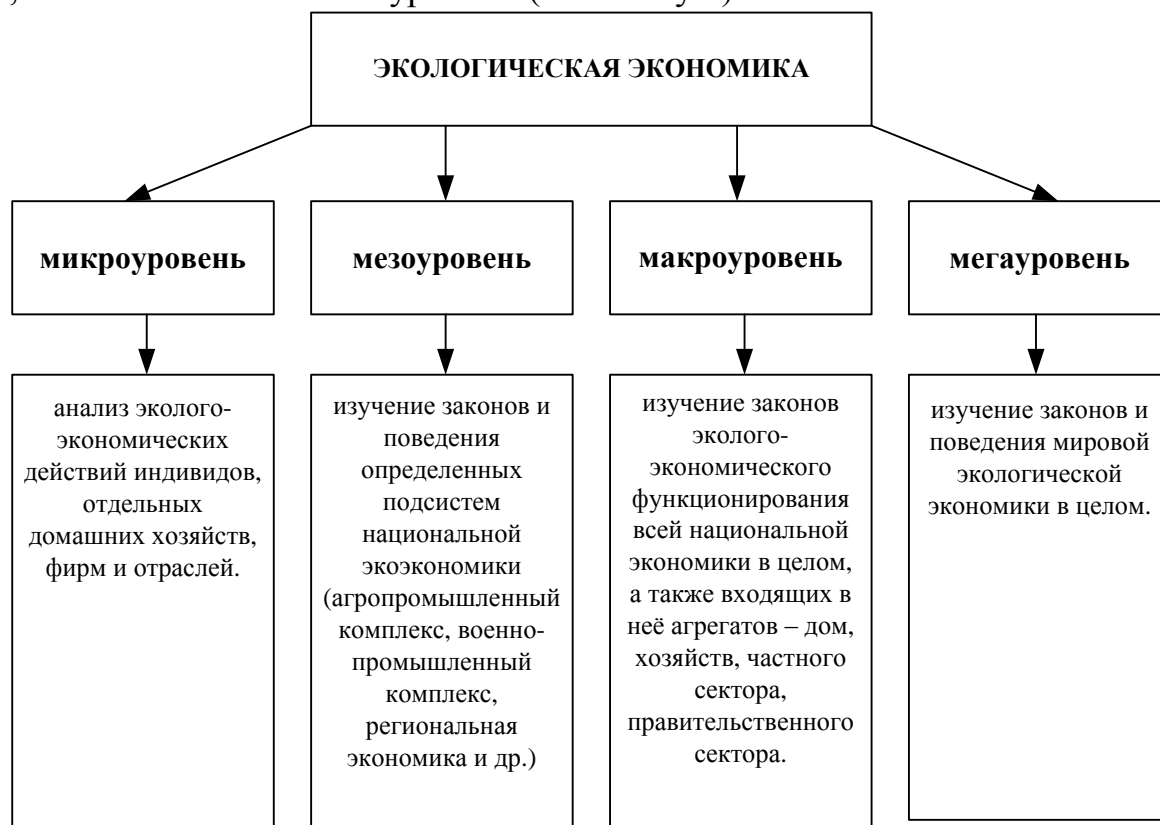 ЭКОЛОГИЧЕСКАЯ ЭКОНОМИКА
микроуровень
мезоуровень
макроуровень
мегауровень
анализ эколого-
экономических
действий индивидов,
отдельных
домашних хозяйств,
фирм и отраслей.
изучение законов и
поведения
определенных
подсистем
национальной
экоэкономики
(агропромышленный
комплекс, военно-
промышленный
комплекс,
региональная
экономика и др.)
изучение законов
эколого-
экономического
функционирования
всей национальной
экономики в целом,
а также входящих в
неё агрегатов – дом,
хозяйств, частного
сектора,
правительственного
сектора.
изучение законов и
поведения мировой
экологической
экономики в целом.